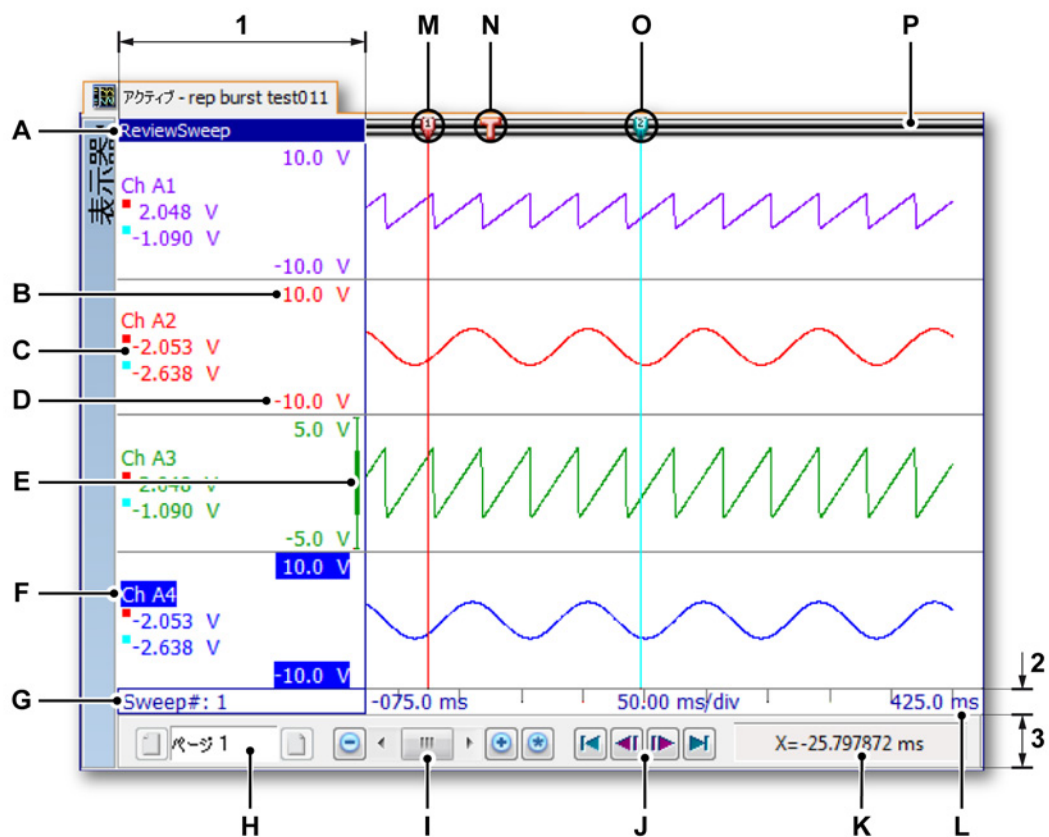 1 M N O P
アクティブ - rep burst test011
A ReviewSweep
表示器
10.0 V
Ch A1
2.048 V
-1.090 V
-10.0 V
B 10.0 V
Ch A2
C -2.053 V
-2.638 V
D -10.0 V
5.0 V
Ch A3
E 2.048 V
-1.090 V
-5.0 V
10.0 V
F Ch A4
-2.053 V
-2.638 V
-10.0 V
2
G Sweep#: 1 -075.0 ms 50.00 ms/div 425.0 ms
ページ 1 X=-25.797872 ms 3
H I J K L